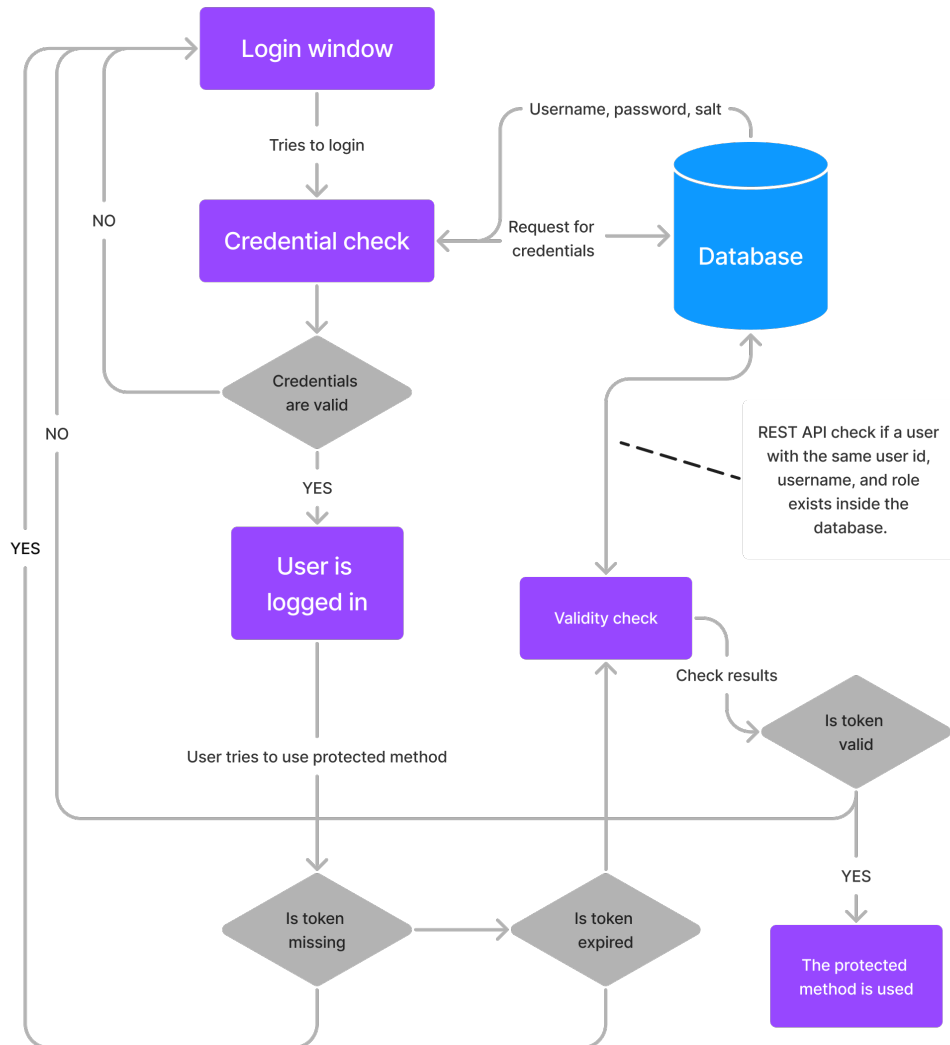 Login window
Username, password, salt
Tries to login
NO
Request for
credentials
Credential check
Database
Credentials
are valid
NO
REST API check if a user
with the same user id,
username, and role
exists inside the
database.
YES
YES
User is
logged in
Validity check
Check results
Is token
valid
User tries to use protected method
YES
Is token
missing
Is token
expired
The protected
method is used